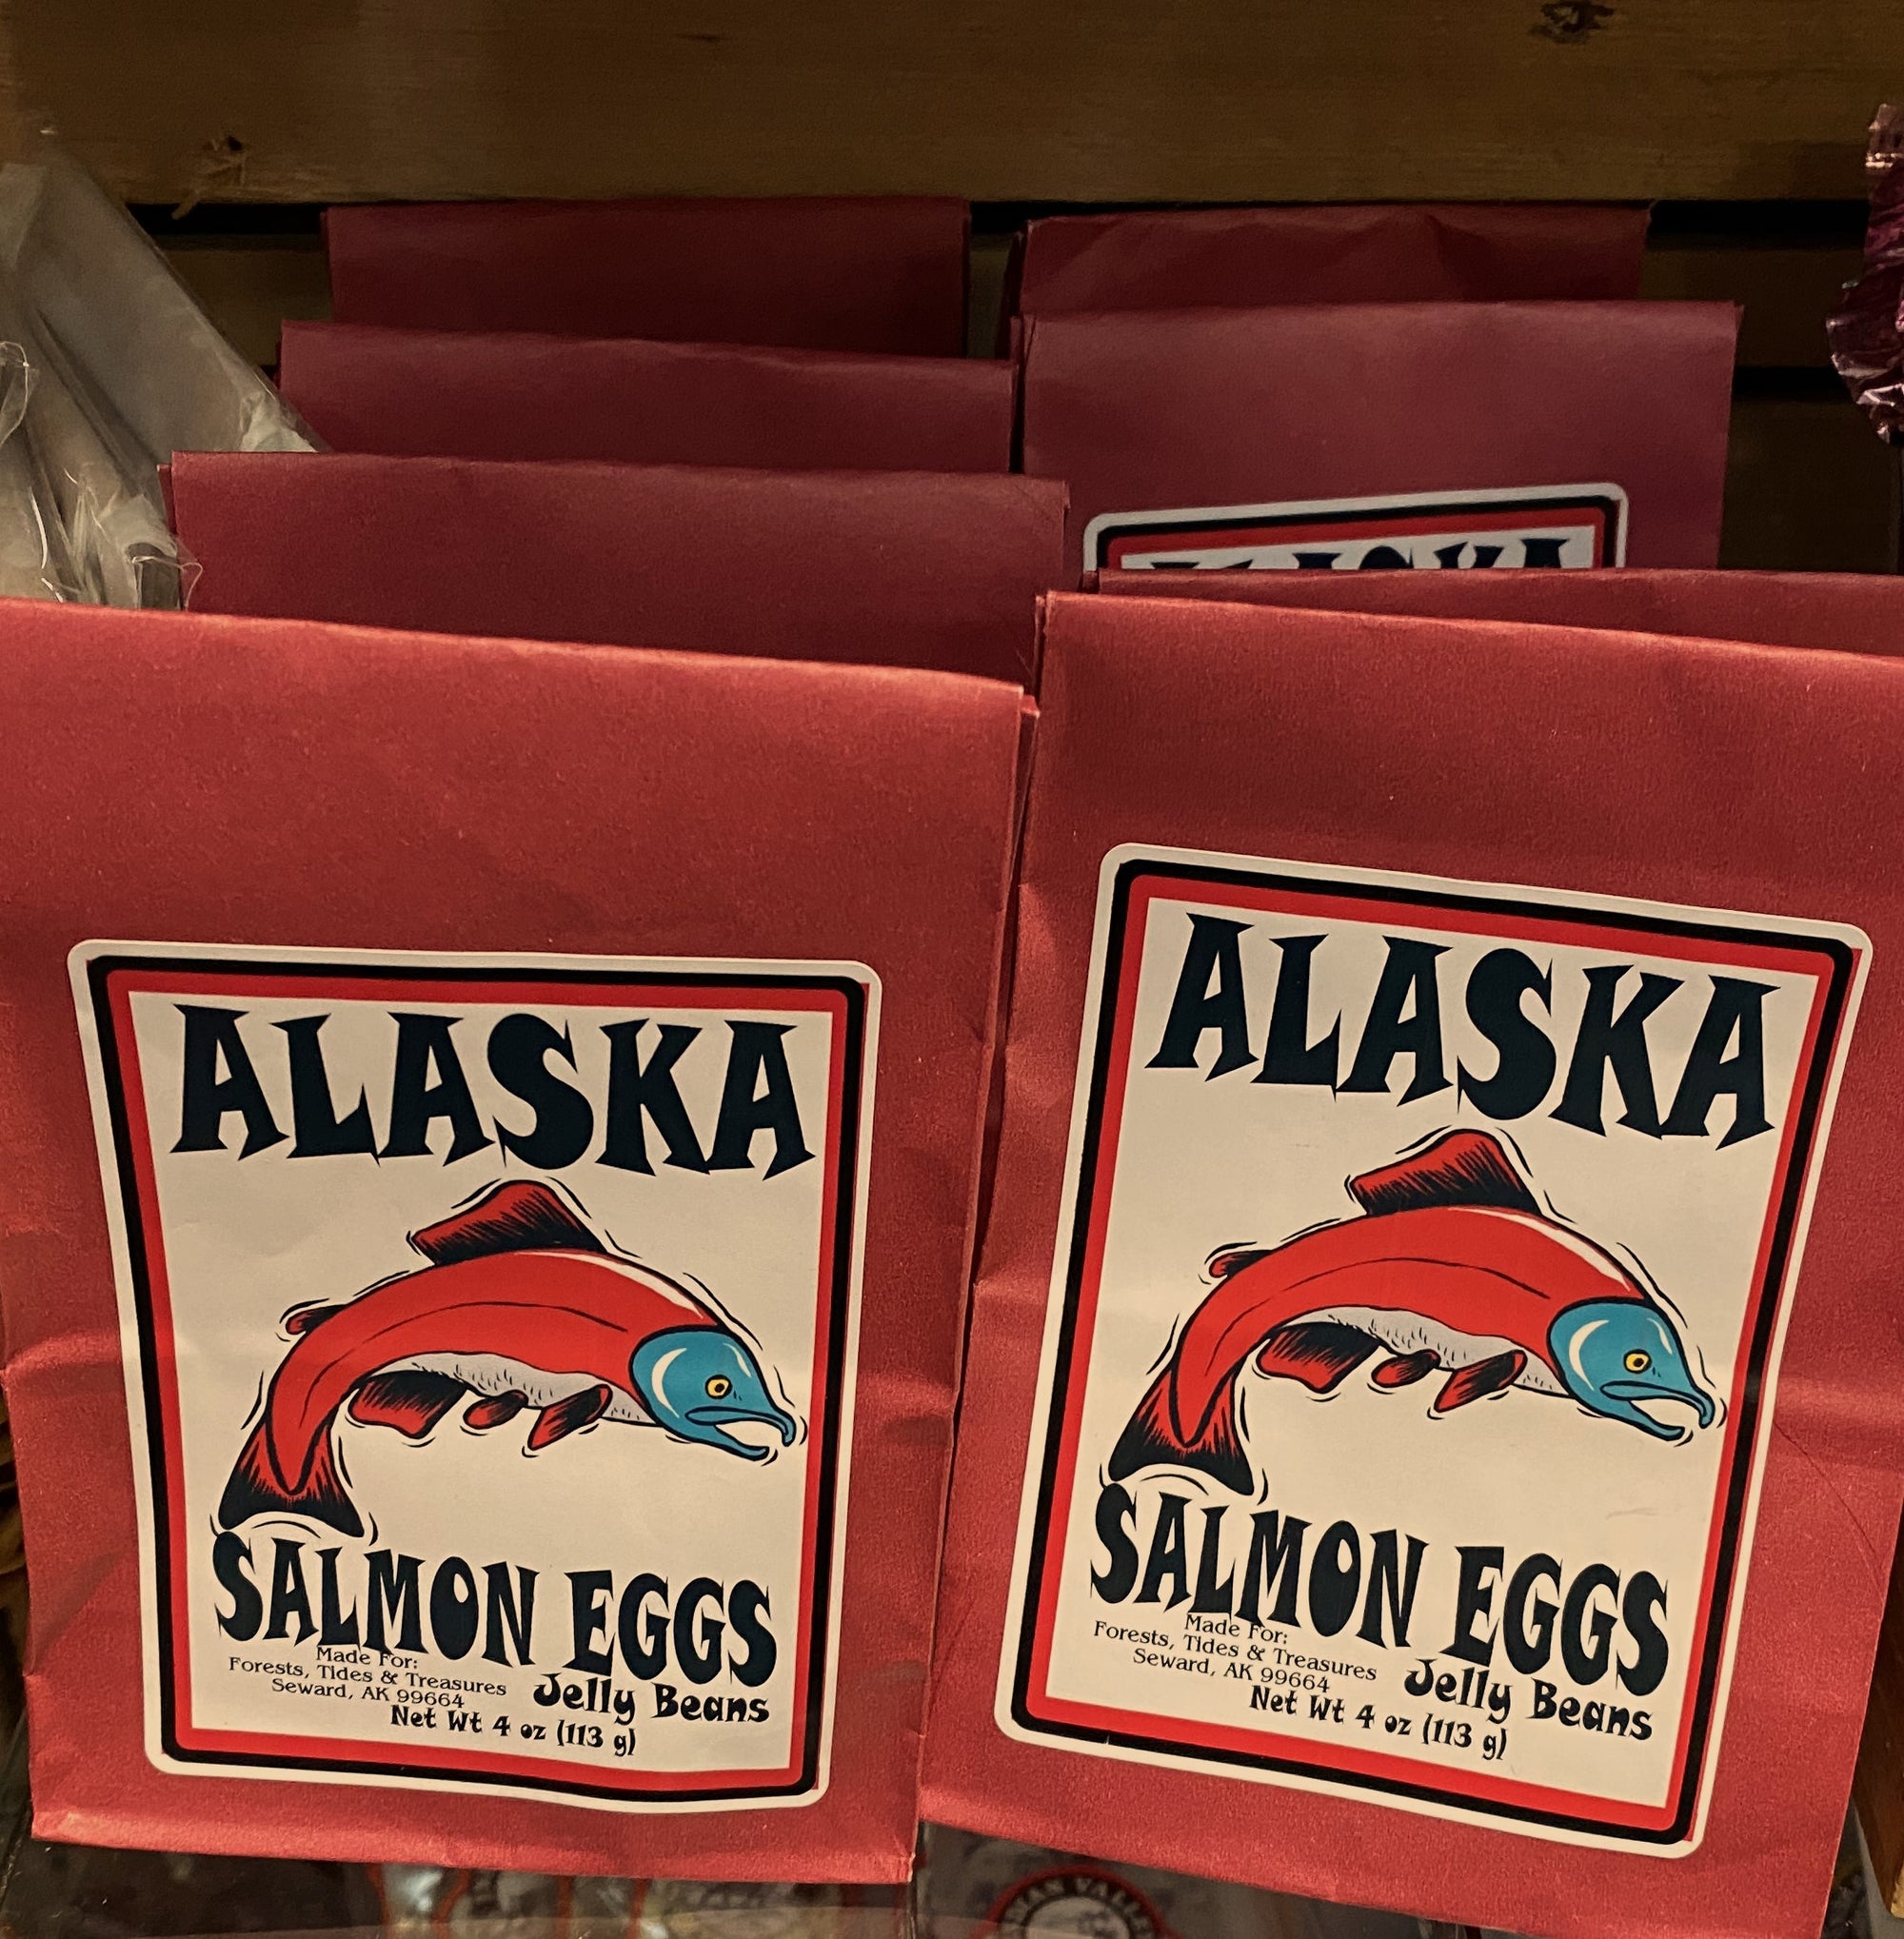 ALASKA
ALASKA
SALMON EGGS
Made For:
Forests, Tides & Treasures
Seward, AK 99664
Jelly Beans
Net Wt 4 oz (113 g)
ALASKA
SALMON EGGS
Made For:
Forests, Tides & Treasures
Seward, AK 99664
Jelly Beans
Net Wt 4 oz (113 g)